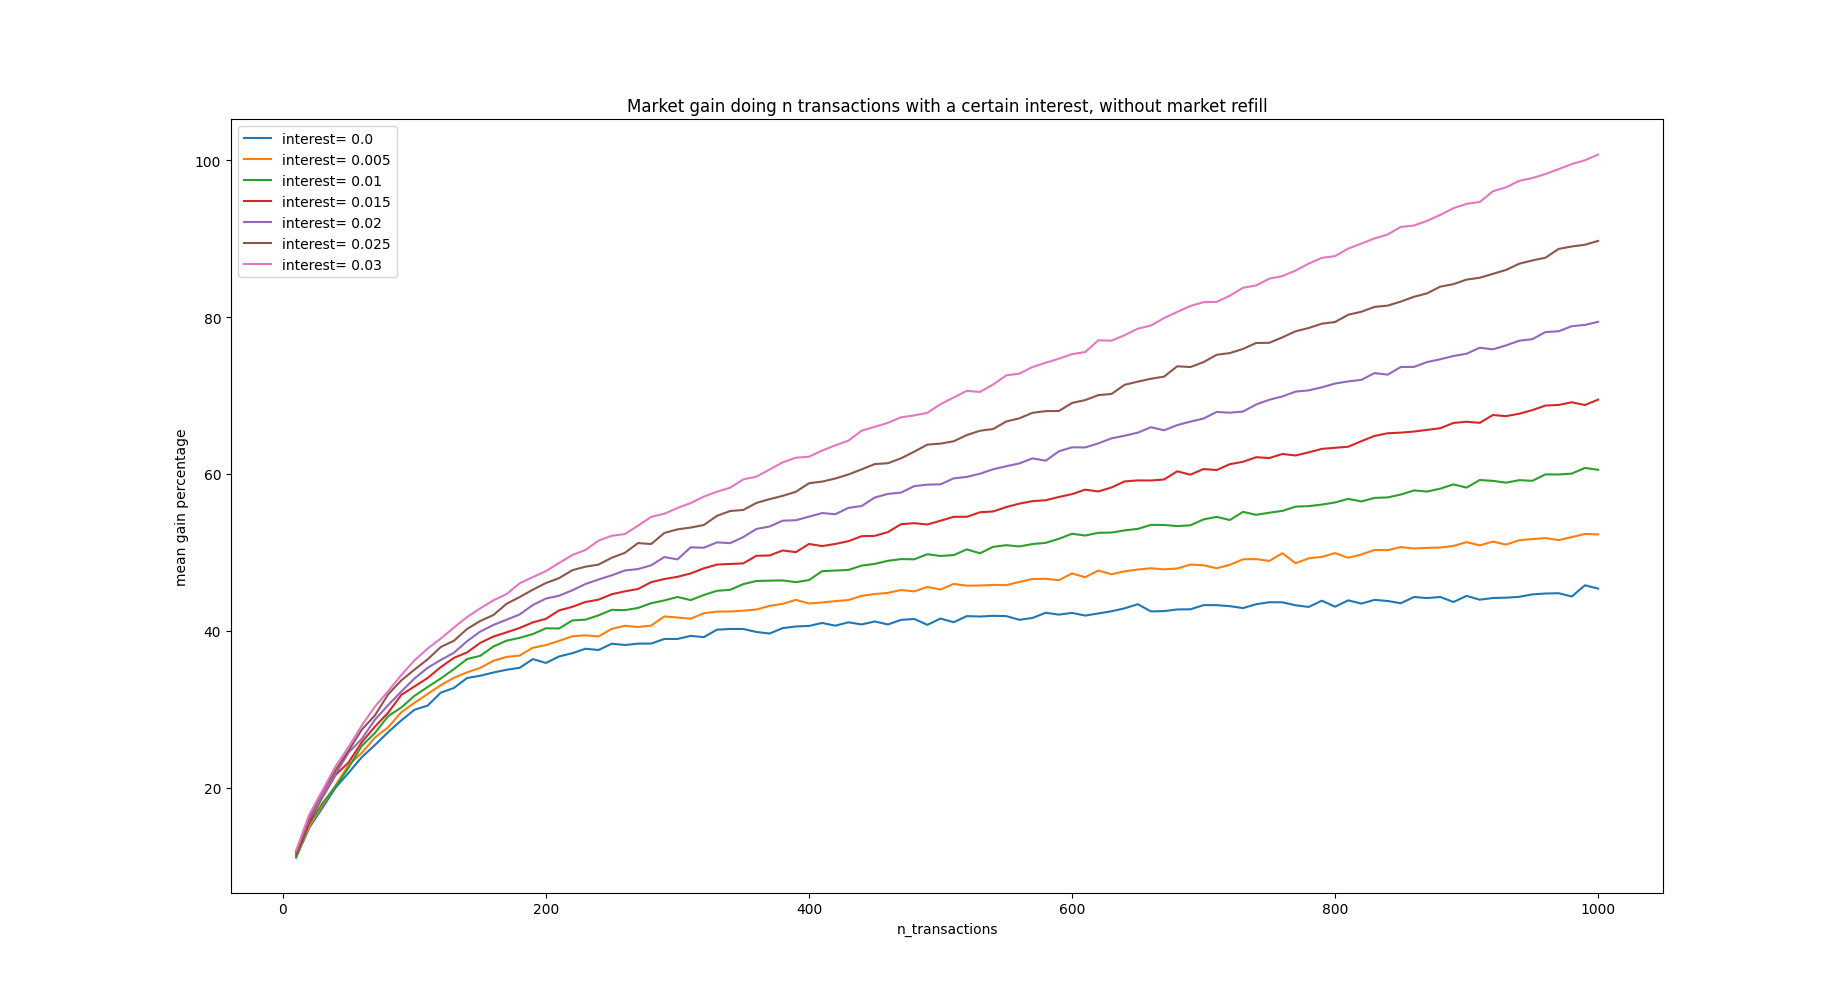 Market gain doing n transactions with a certain interest, without market refill
interest= 0.0
interest= 0.005
interest= 0.01
interest= 0.015
interest= 0.02
interest= 0.025
interest= 0.03
100
80
60
40
20
mean gain percentage
0
200
400
600
800
1000
n_transactions